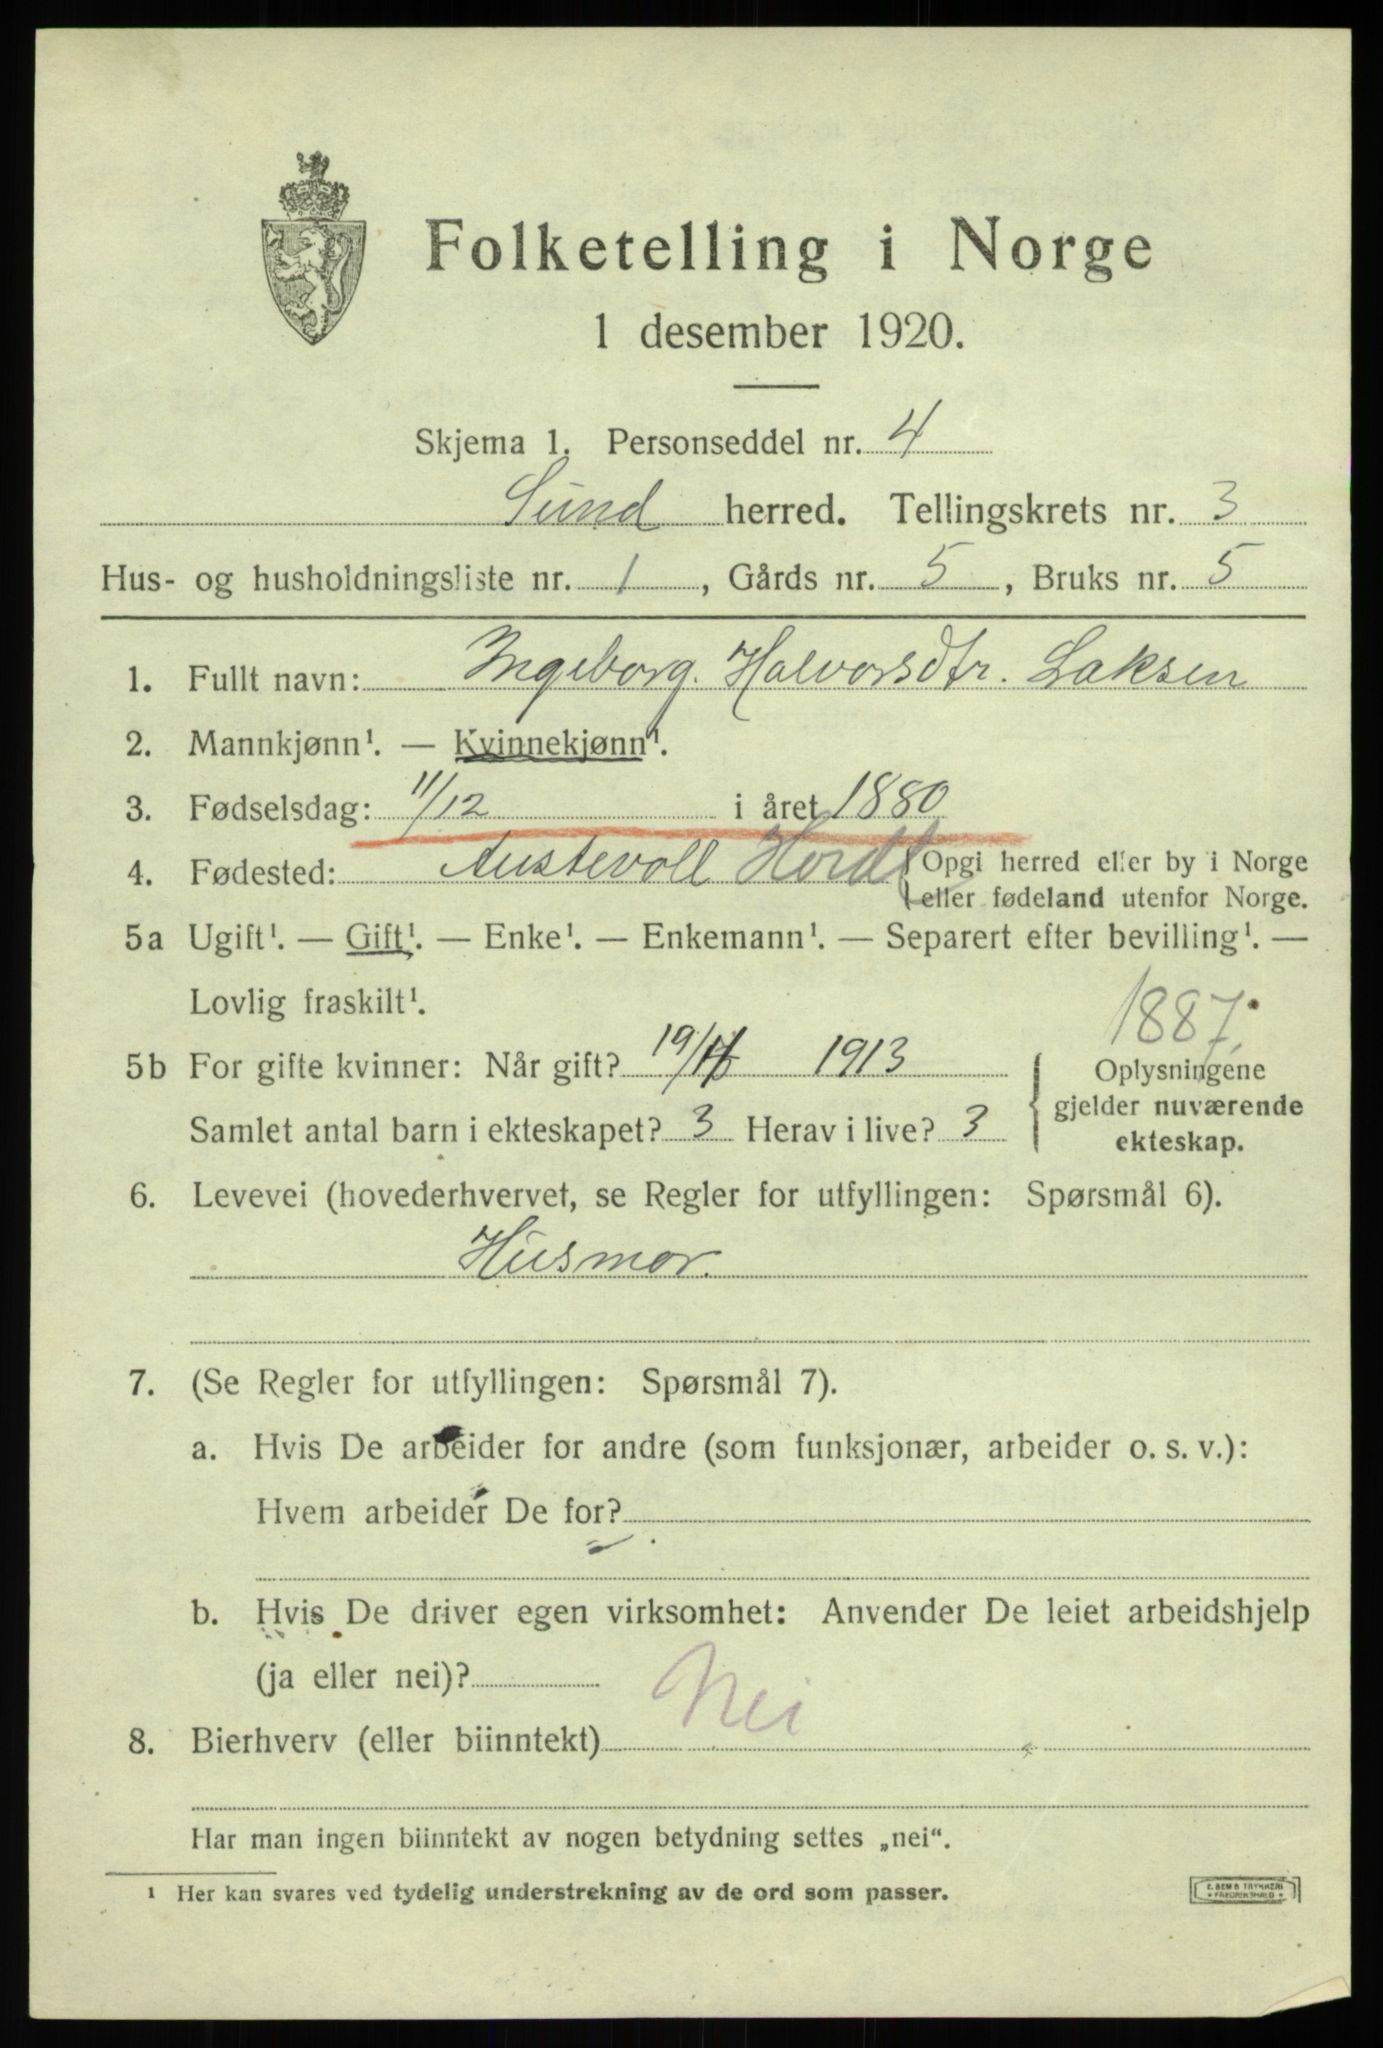 Folketelling i Norge
1 desember 1920.
Skjema 1. Personseddel nr. 4
Sund herred. Tellingskrets nr. 3
Hus- og husholdningsliste nr. 1, Gårds nr. 5, Bruks nr. 5
1. Fullt navn: Ingeborg. Halvorsdtr. Laksen
2. Mannkjønn¹. — Kvinnekjønn¹.
3. Fødselsdag: 11/12 i året 1880
4. Fødested: Austevoll Hordl { Opgi herred eller by i Norge
eller fødeland utenfor Norge.
5a Ugift¹. — Gift¹. — Enke¹. — Enkemann¹. — Separert efter bevilling¹. —
Lovlig fraskilt¹.
1887.
5b For gifte kvinner: Når gift? 19/ 1913
Samlet antal barn i ekteskapet? 3 Herav i live? 3
Oplysningene
gjelder nuværende
ekteskap.
6. Levevei (hovederhvervet, se Regler for utfyllingen: Spørsmål 6).
Husmor.
7. (Se Regler for utfyllingen: Spørsmål 7).
a. Hvis De arbeider for andre (som funksjonær, arbeider o. s. v.):
Hvem arbeider De for?
b. Hvis De driver egen virksomhet: Anvender De leiet arbeidshjelp
(ja eller nei)?
8. Bierhverv (eller biinntekt) Nei
Har man ingen biinntekt av nogen betydning settes „nei“.
¹ Her kan svares ved tydelig understrekning av de ord som passer.
E. SEM'S TRYKKERI
• FREDRIKSHALD •